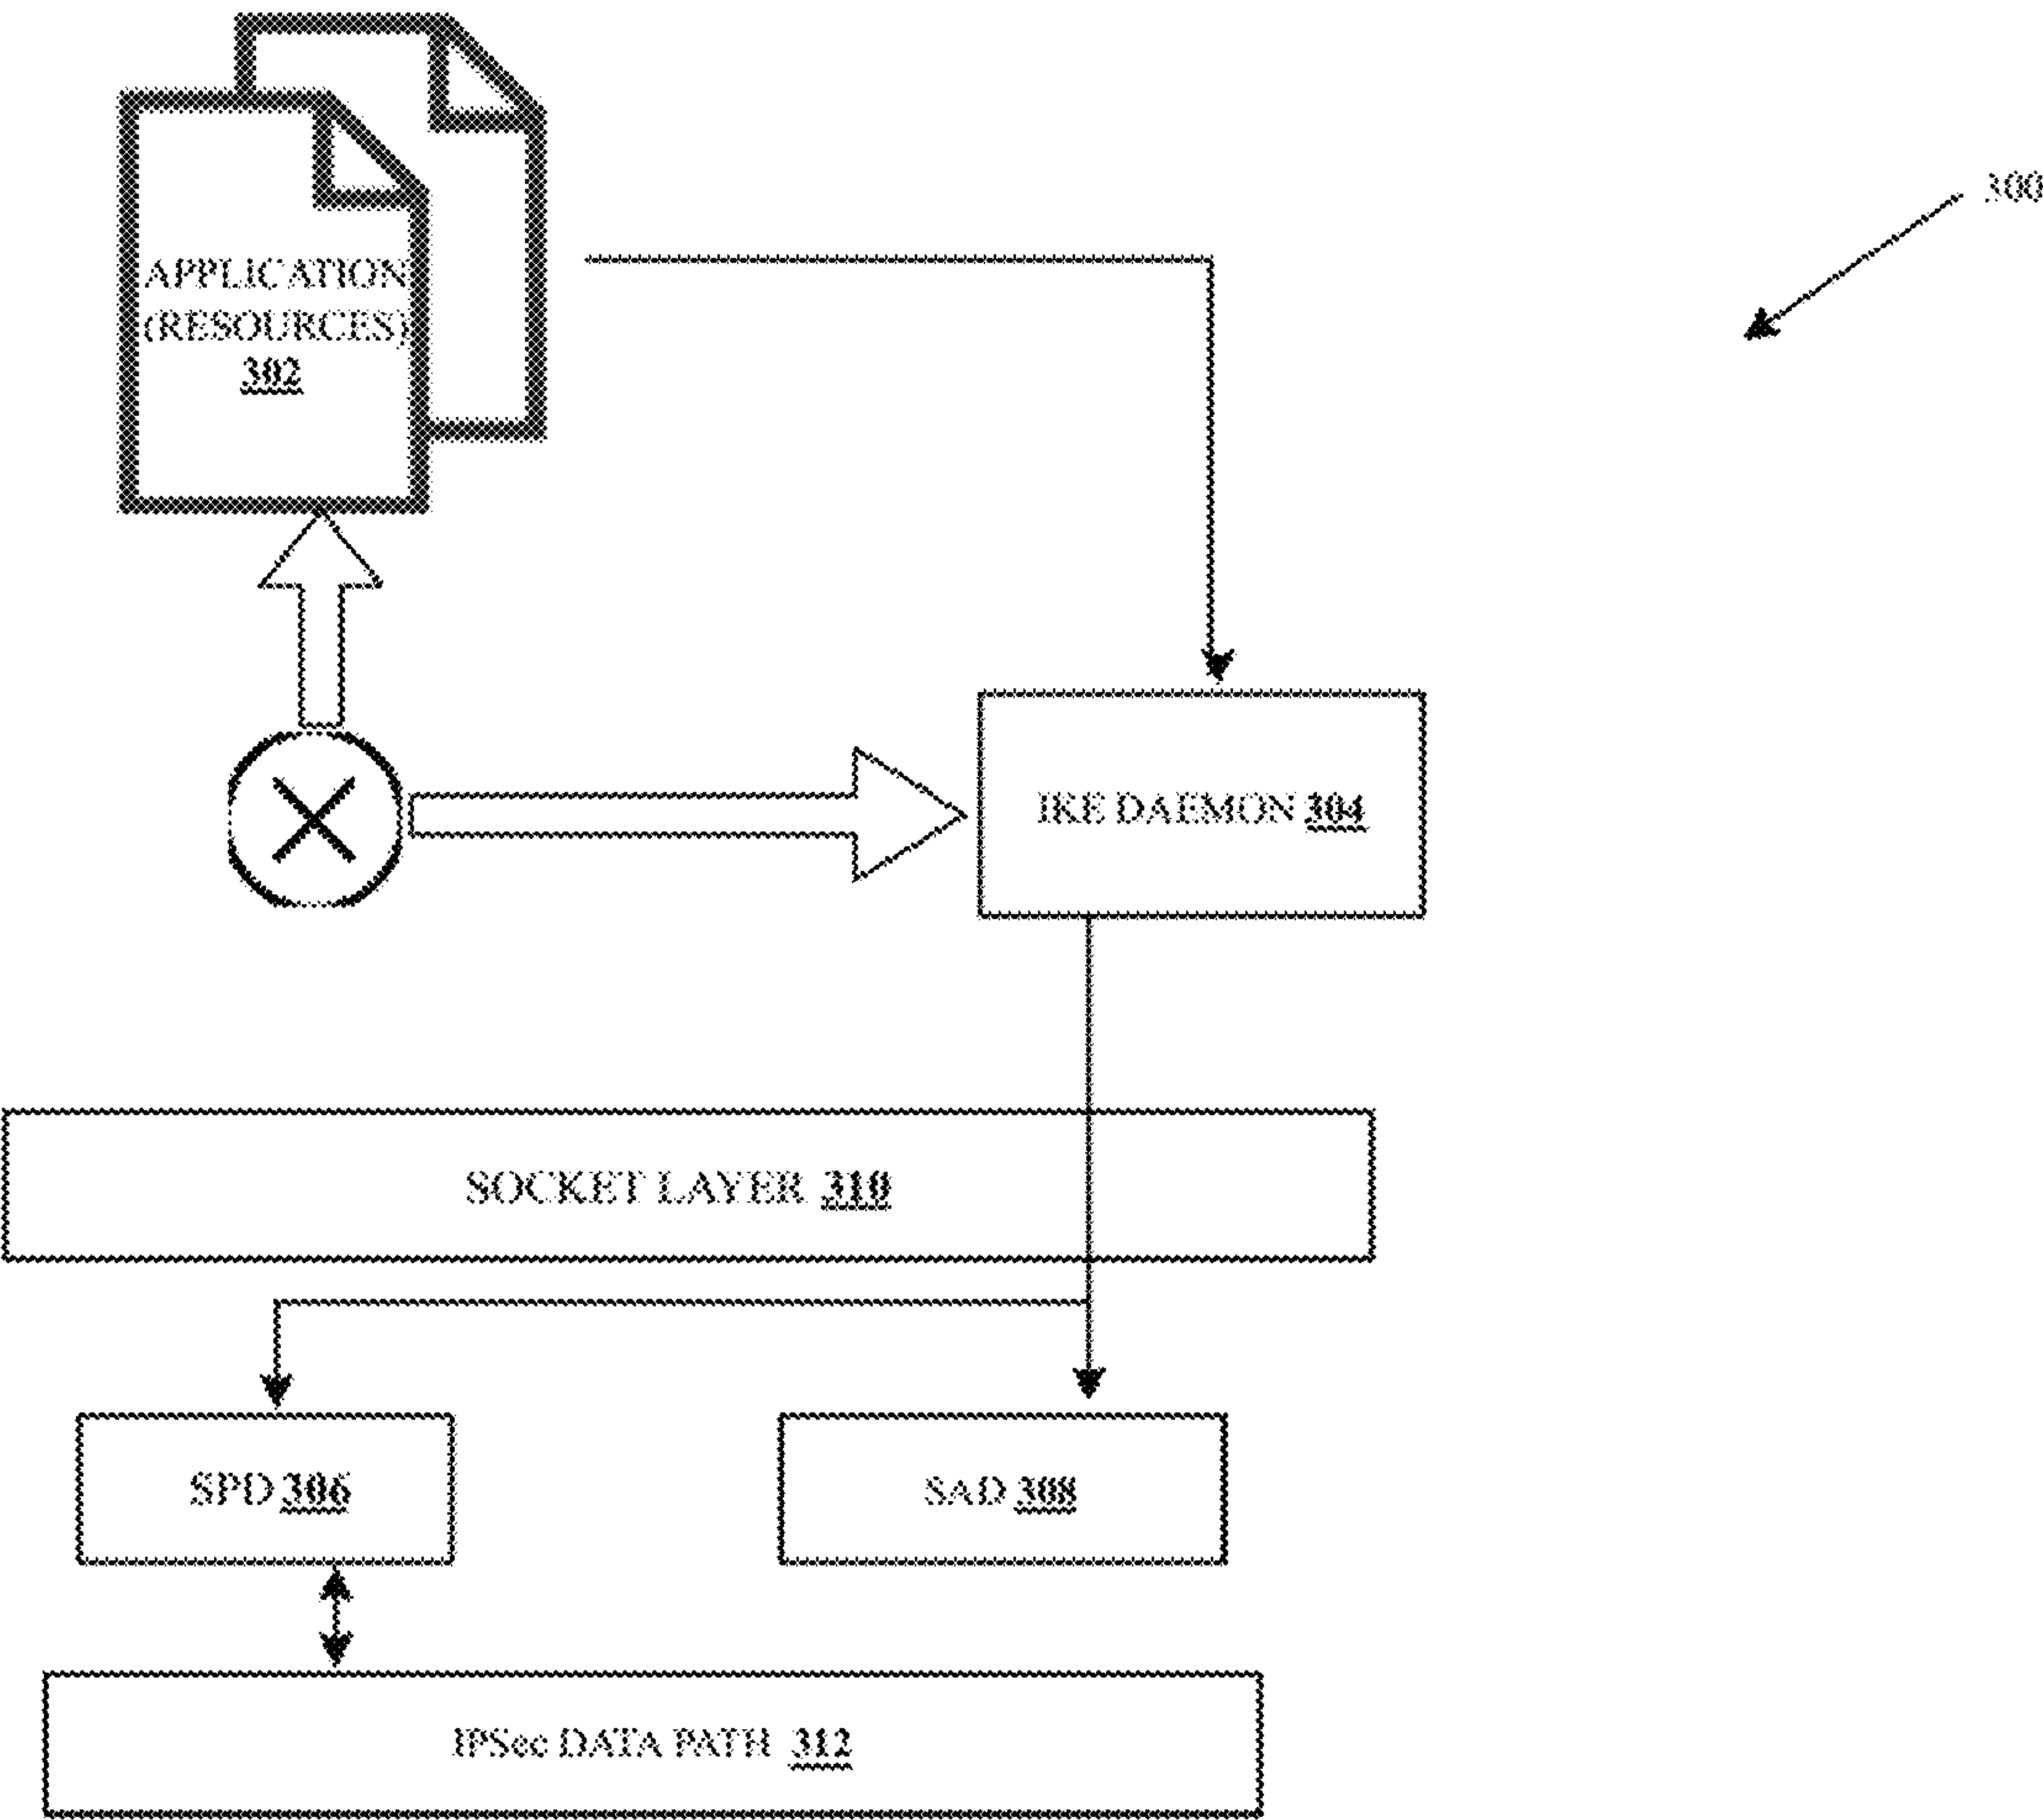 300
APPLICATION
(RESOURCES)
302
IKE DAEMON 304
SOCKET LAYER 310
SPD 306
SAD 308
IPSec DATA PATH 312